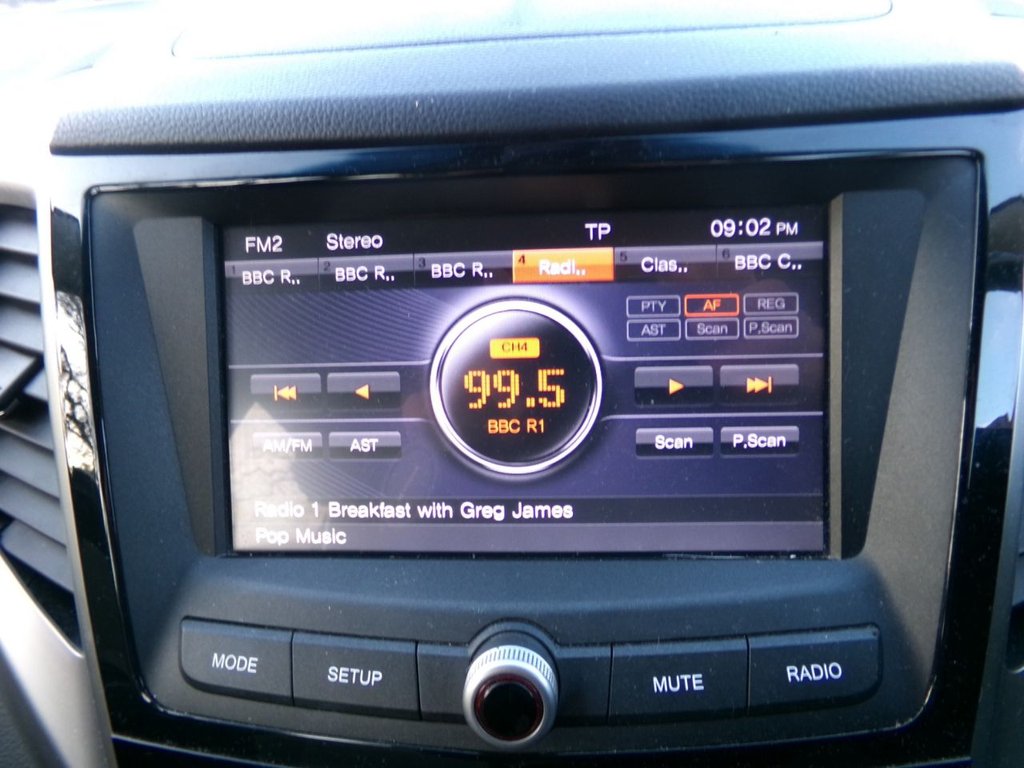 FM2 Stereo TP 09:02 PM
1 BBC R.. 2 BBC R.. 3 BBC R.. 4 Radi.. 5 Clas.. 6 BBC C..
PTY AF REG
AST Scan P.Scan
CH4
99.5
BBC R1
AM/FM AST Scan P.Scan
Radio 1 Breakfast with Greg James
Pop Music
MODE SETUP MUTE RADIO